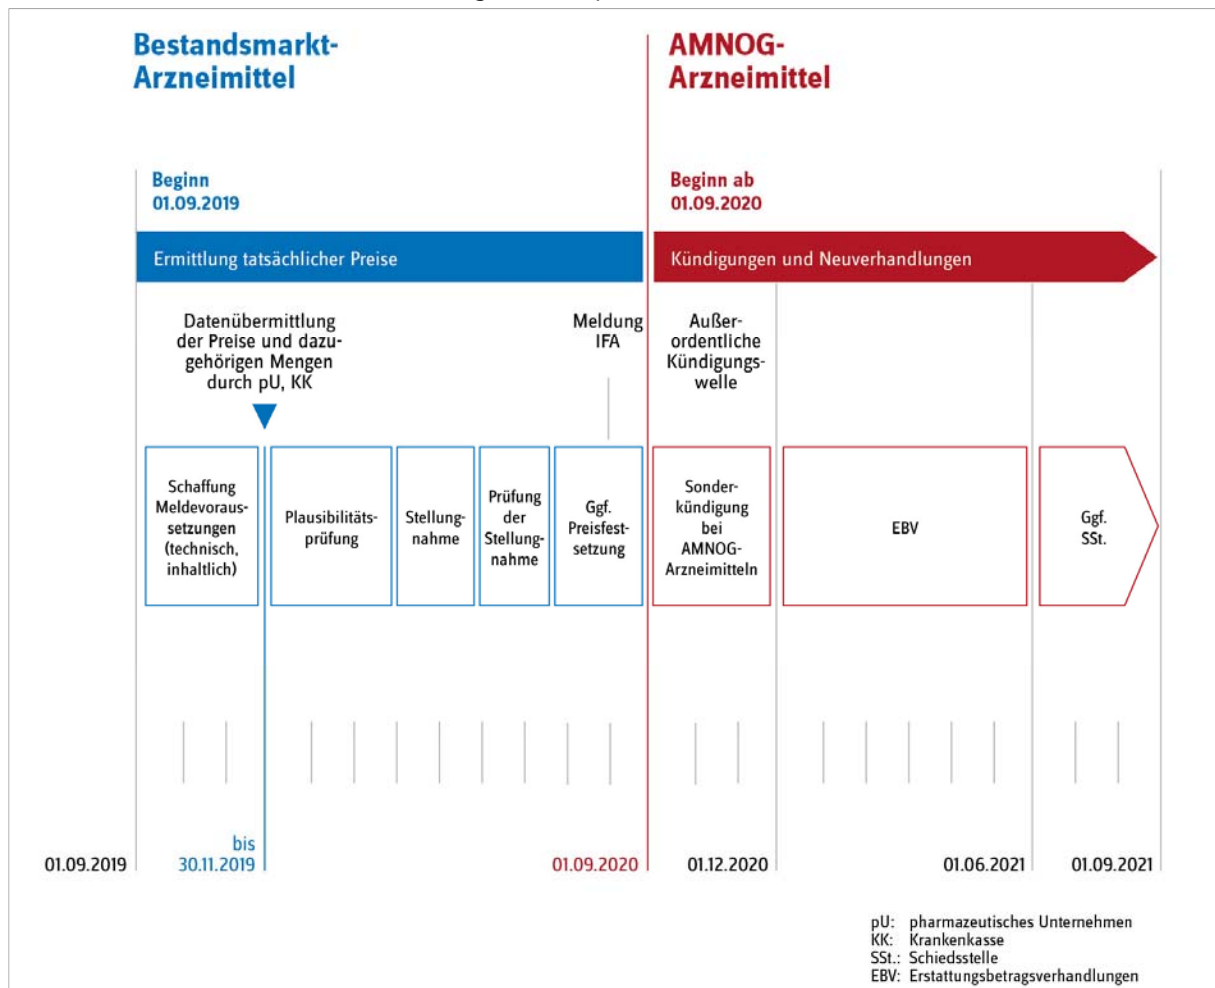 Bestandsmarkt-
Arzneimittel
AMNOG-
Arzneimittel
Beginn
01.09.2019
Beginn ab
01.09.2020
Ermittlung tatsächlicher Preise
Kündigungen und Neuverhandlungen
Datenübermittlung
der Preise und dazu-
gehörigen Mengen
durch pU, KK
Meldung
IFA
Außer-
ordentliche
Kündigungs-
welle
Schaffung
Meldevoraus-
setzungen
(technisch,
inhaltlich)
Plausibilitäts-
prüfung
Stellung-
nahme
Prüfung
der
Stellung-
nahme
Ggf.
Preisfest-
setzung
Sonder-
kündigung
bei
AMNOG-
Arzneimitteln
EBV
Ggf.
SSt.
01.09.2019
bis
30.11.2019
01.09.2020
01.12.2020
01.06.2021
01.09.2021
pU: pharmazeutisches Unternehmen
KK: Krankenkasse
SSt.: Schiedsstelle
EBV: Erstattungsbetragsverhandlungen